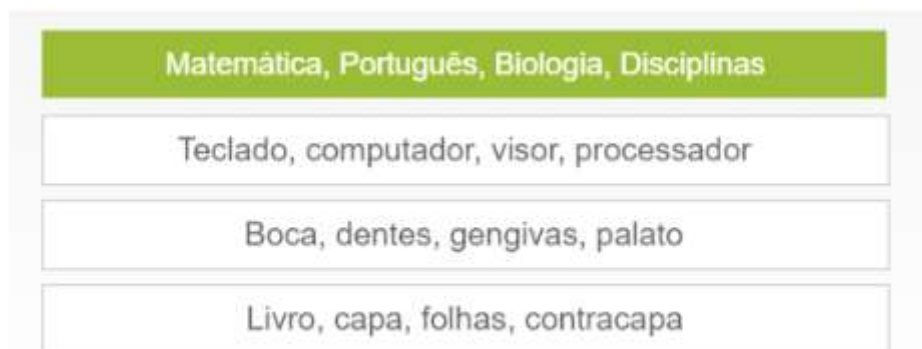 Matemática, Português, Biologia, Disciplinas
Teclado, computador, visor, processador
Boca, dentes, gengivas, palato
Livro, capa, folhas, contracapa